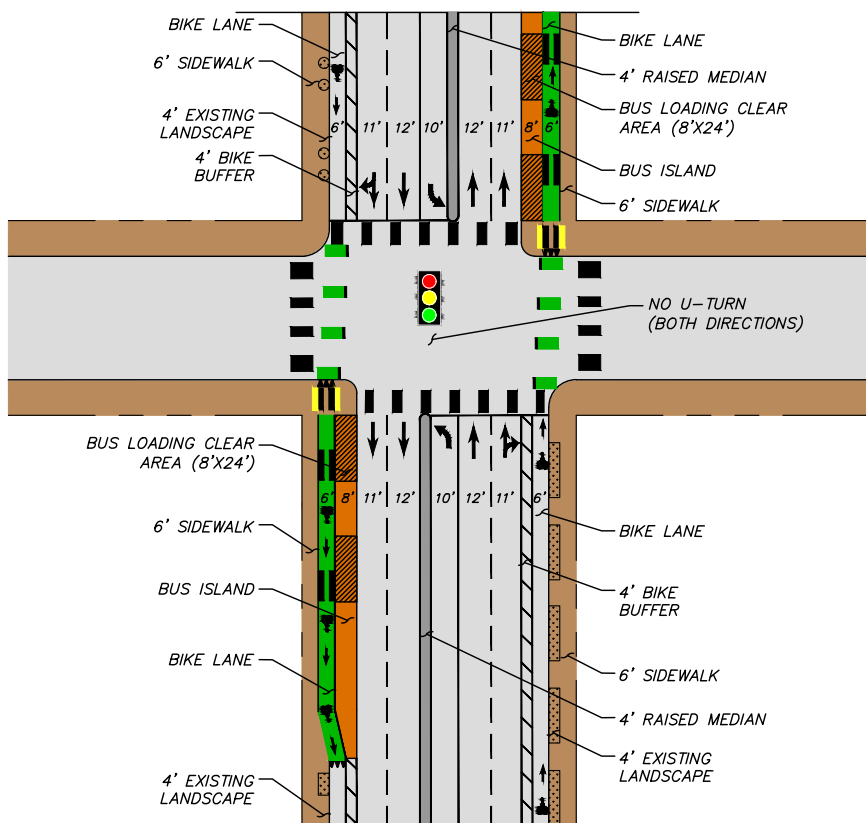 BIKE LANE
6' SIDEWALK
4' EXISTING
LANDSCAPE
4' BIKE
BUFFER
6' 11' 12' 10' 12' 11' 8' 6'
BIKE LANE
4' RAISED MEDIAN
BUS LOADING CLEAR
AREA (8'X24')
BUS ISLAND
6' SIDEWALK
NO U-TURN
(BOTH DIRECTIONS)
BUS LOADING CLEAR
AREA (8'X24')
6' SIDEWALK
BUS ISLAND
BIKE LANE
4' EXISTING
LANDSCAPE
6' 8' 11' 12' 10' 12' 11' 6'
BIKE LANE
4' BIKE
BUFFER
6' SIDEWALK
4' RAISED MEDIAN
4' EXISTING
LANDSCAPE